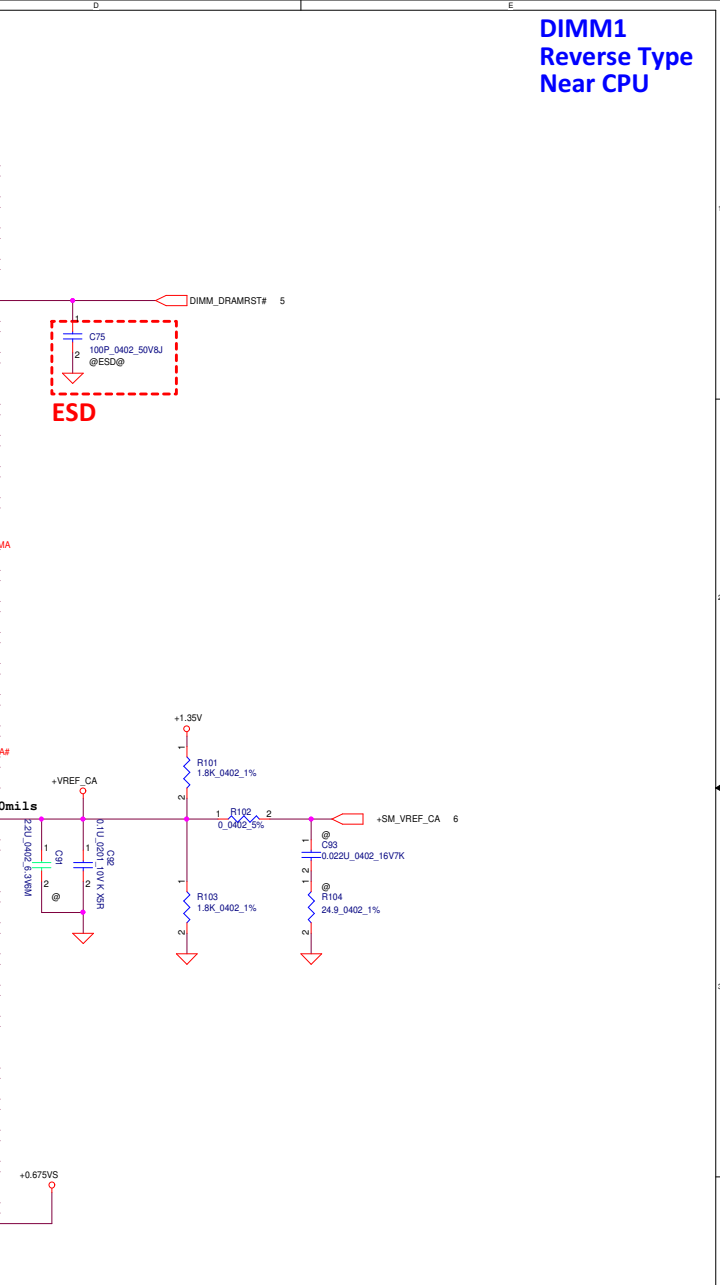 D
E
DIMM1
Reverse Type
Near CPU
1
DIMM_DRAMRST# 5
1
C75
100P_0402_50V8J
2
@ESD@
ESD
MA
2
+1.35V
1
R101
1.8K_0402_1%
2
A#
+VREF_CA
0mils
1 R102 2
0_0402_5%
+SM_VREF_CA 6
2.2U_0402_6.3V6M
1
C91
2
@
0.1U_0201_10V K X5R
1
C92
2
1
@
C93
0.022U_0402_16V7K
2
1
R103
1.8K_0402_1%
2
1
@
R104
24.9_0402_1%
2
3
+0.675VS